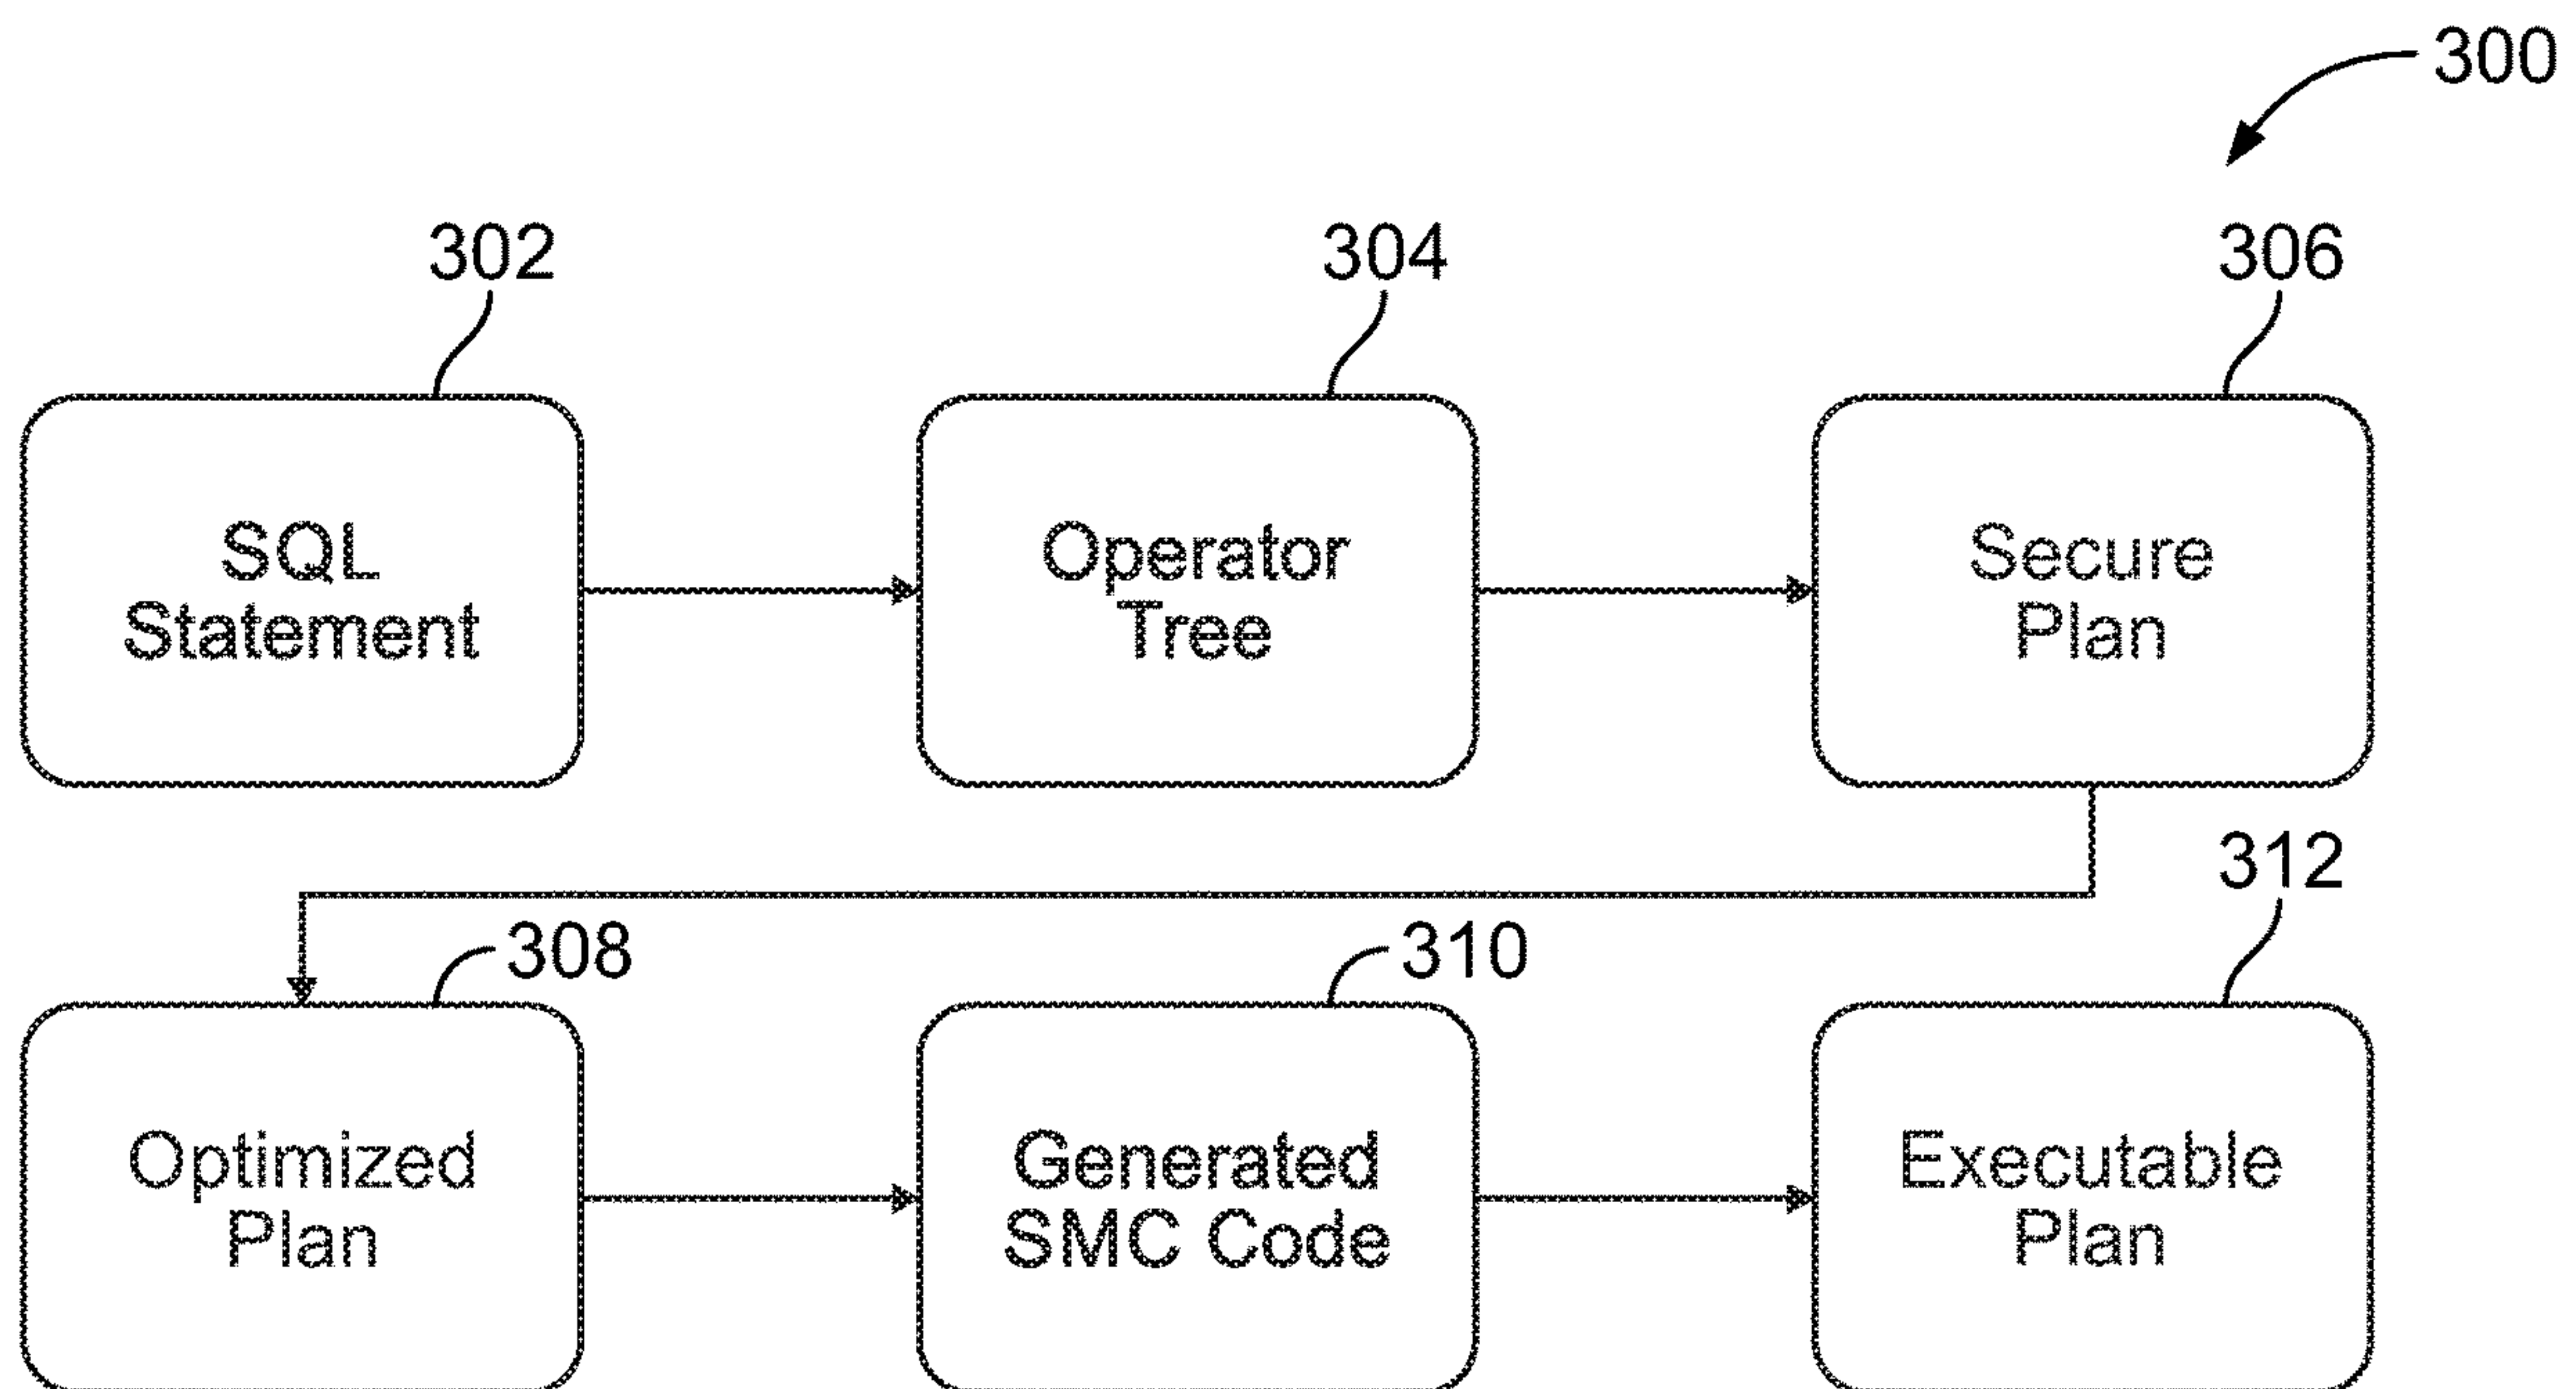 300
302
304
306
SQL
Statement
Operator
Tree
Secure
Plan
308
310
312
Optimized
Plan
Generated
SMC Code
Executable
Plan